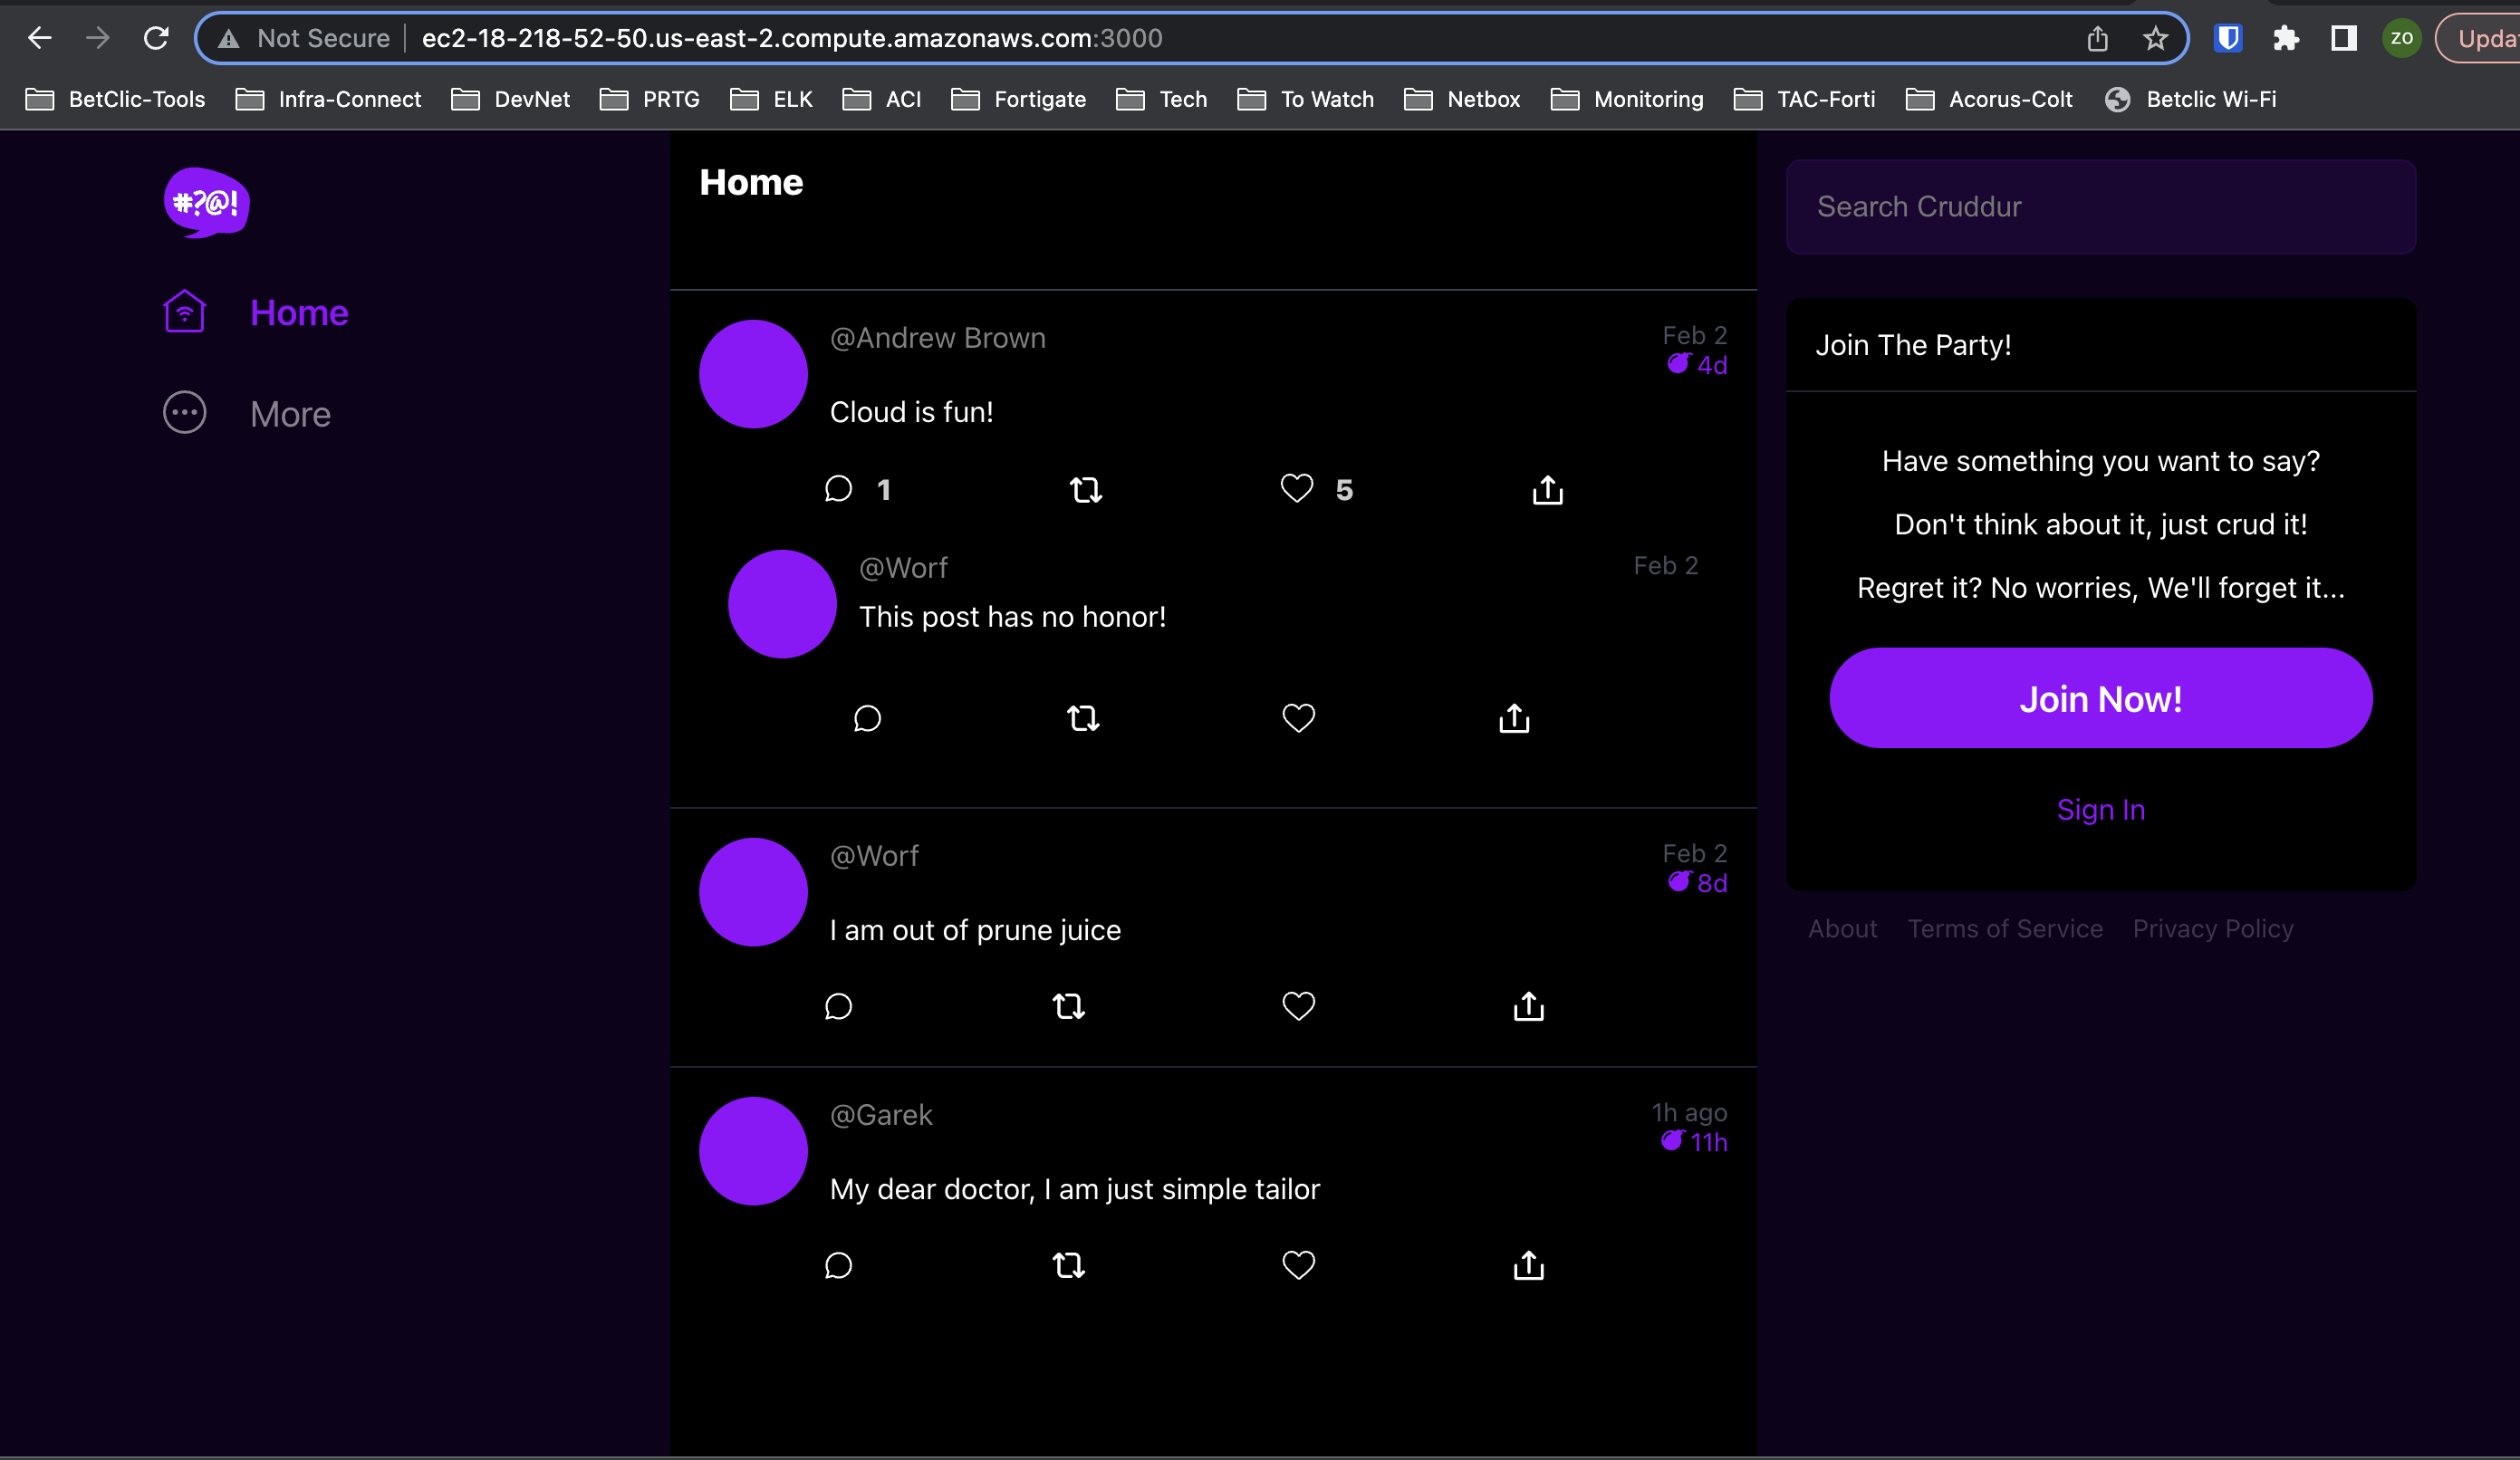 Not Secure ec2-18-218-52-50.us-east-2.compute.amazonaws.com:3000 ZO
BetClic-Tools Infra-Connect DevNet PRTG ELK ACI Fortigate Tech To Watch Netbox Monitoring TAC-Forti Acorus-Colt Betclic Wi-Fi
#?@!
Home
More
Home
@Andrew Brown Feb 2
4d
Cloud is fun!
1 5
@Worf Feb 2
This post has no honor!
@Worf Feb 2
8d
I am out of prune juice
@Garek 1h ago
11h
My dear doctor, I am just simple tailor
Search Cruddur
Join The Party!
Have something you want to say?
Don't think about it, just crud it!
Regret it? No worries, We'll forget it...
Join Now!
Sign In
About Terms of Service Privacy Policy